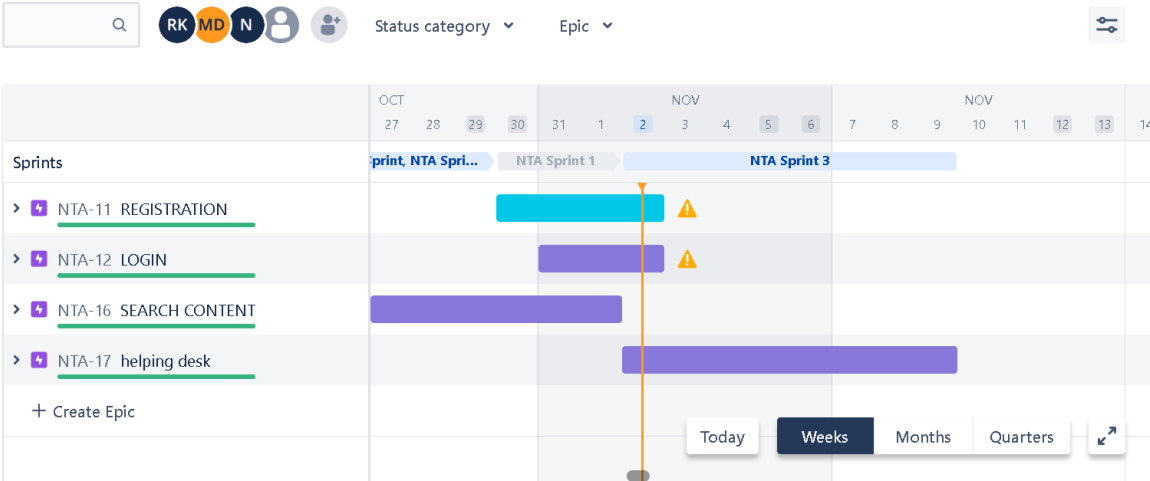 RK MD N Status category Epic
OCT NOV NOV
27 28 29 30 31 1 2 3 4 5 6 7 8 9 10 11 12 13 14
Sprints print, NTA Spri... NTA Sprint 1 NTA Sprint 3
NTA-11 REGISTRATION
NTA-12 LOGIN
NTA-16 SEARCH CONTENT
NTA-17 helping desk
+ Create Epic
Today Weeks Months Quarters